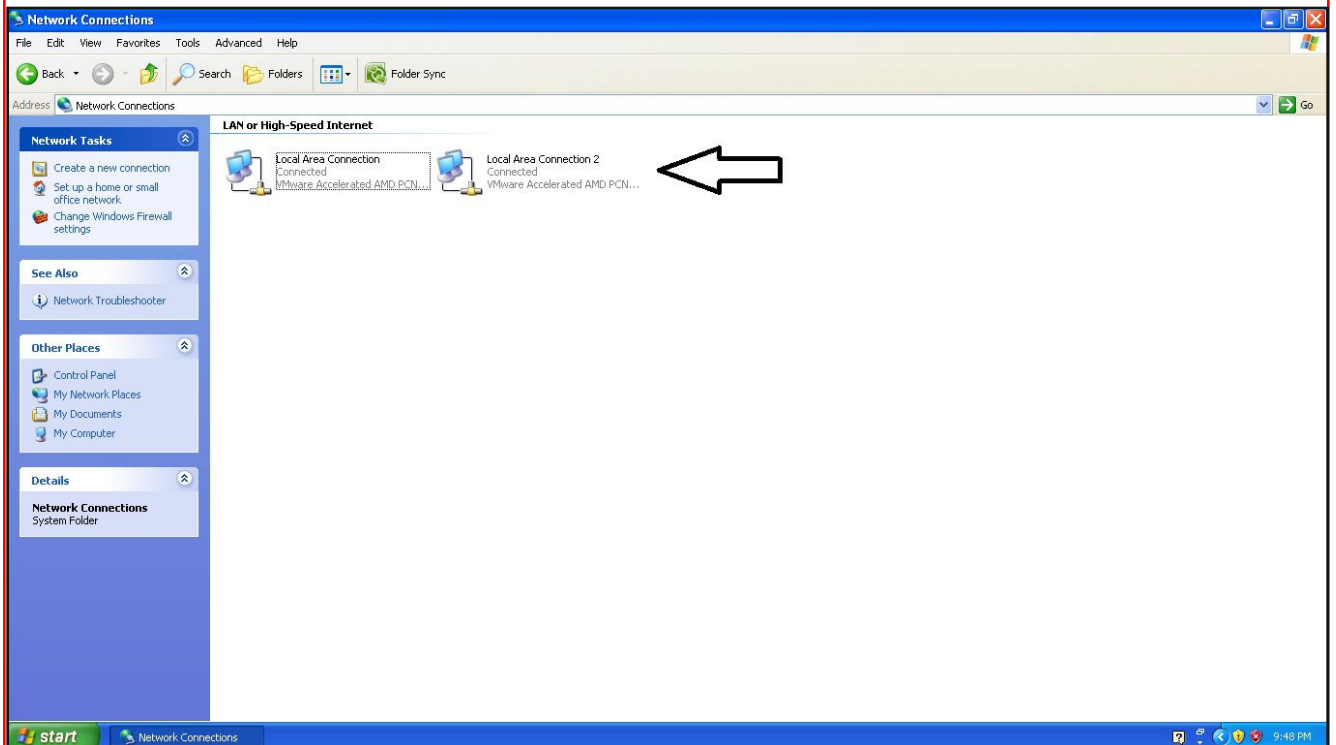 Network Connections
File Edit View Favorites Tools Advanced Help
Back Search Folders Folder Sync
Address Network Connections Go
LAN or High-Speed Internet
Network Tasks
Create a new connection
Set up a home or small
office network
Change Windows Firewall
settings
Local Area Connection
Connected
VMware Accelerated AMD PCN...
Local Area Connection 2
Connected
VMware Accelerated AMD PCN...
See Also
Network Troubleshooter
Other Places
Control Panel
My Network Places
My Documents
My Computer
Details
Network Connections
System Folder
start Network Connections 9:48 PM